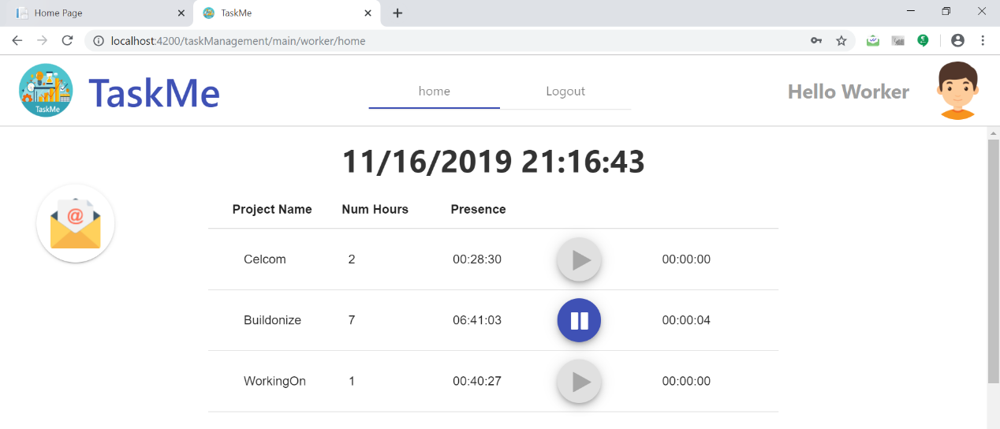 Home Page
TaskMe
localhost:4200/taskManagement/main/worker/home
TaskMe
TaskMe
home
Logout
Hello Worker
11/16/2019 21:16:43
@
Project Name Num Hours Presence
Celcom 2 00:28:30 00:00:00
Buildonize 7 06:41:03 00:00:04
WorkingOn 1 00:40:27 00:00:00